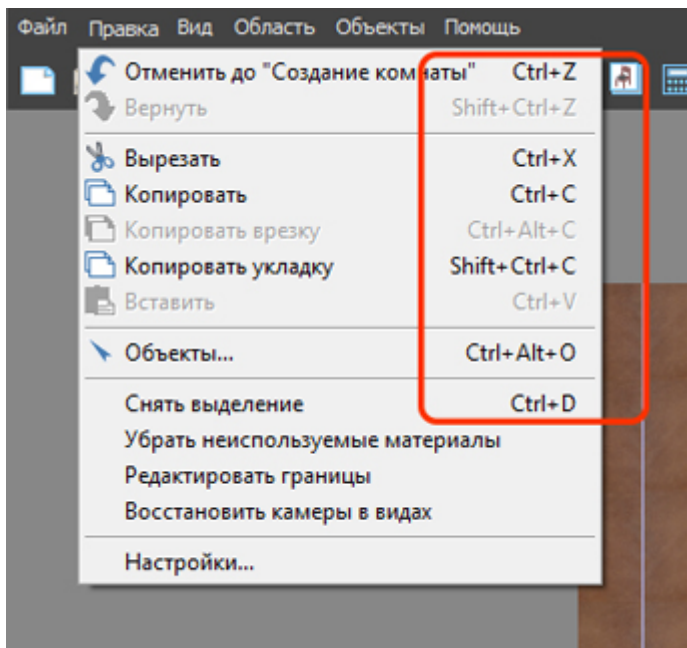 Файл Правка Вид Область Объекты Помощь
Отменить до "Создание комнаты" Ctrl+Z
Вернуть Shift+Ctrl+Z
Вырезать Ctrl+X
Копировать Ctrl+C
Копировать врезку Ctrl+Alt+C
Копировать укладку Shift+Ctrl+C
Вставить Ctrl+V
Объекты... Ctrl+Alt+O
Снять выделение Ctrl+D
Убрать неиспользуемые материалы
Редактировать границы
Восстановить камеры в видах
Настройки...